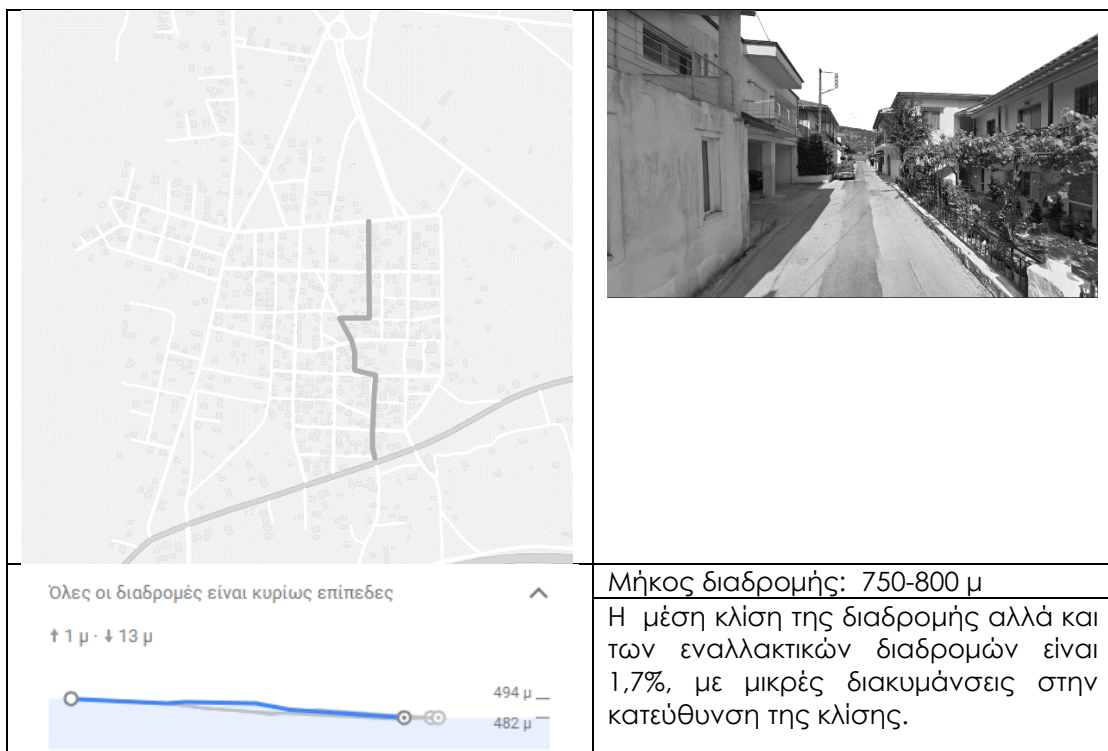 Όλες οι διαδρομές είναι κυρίως επίπεδες
↑ 1 μ · ↓ 13 μ
494 μ
482 μ
Μήκος διαδρομής: 750-800 μ
Η μέση κλίση της διαδρομής αλλά και
των εναλλακτικών διαδρομών είναι
1,7%, με μικρές διακυμάνσεις στην
κατεύθυνση της κλίσης.